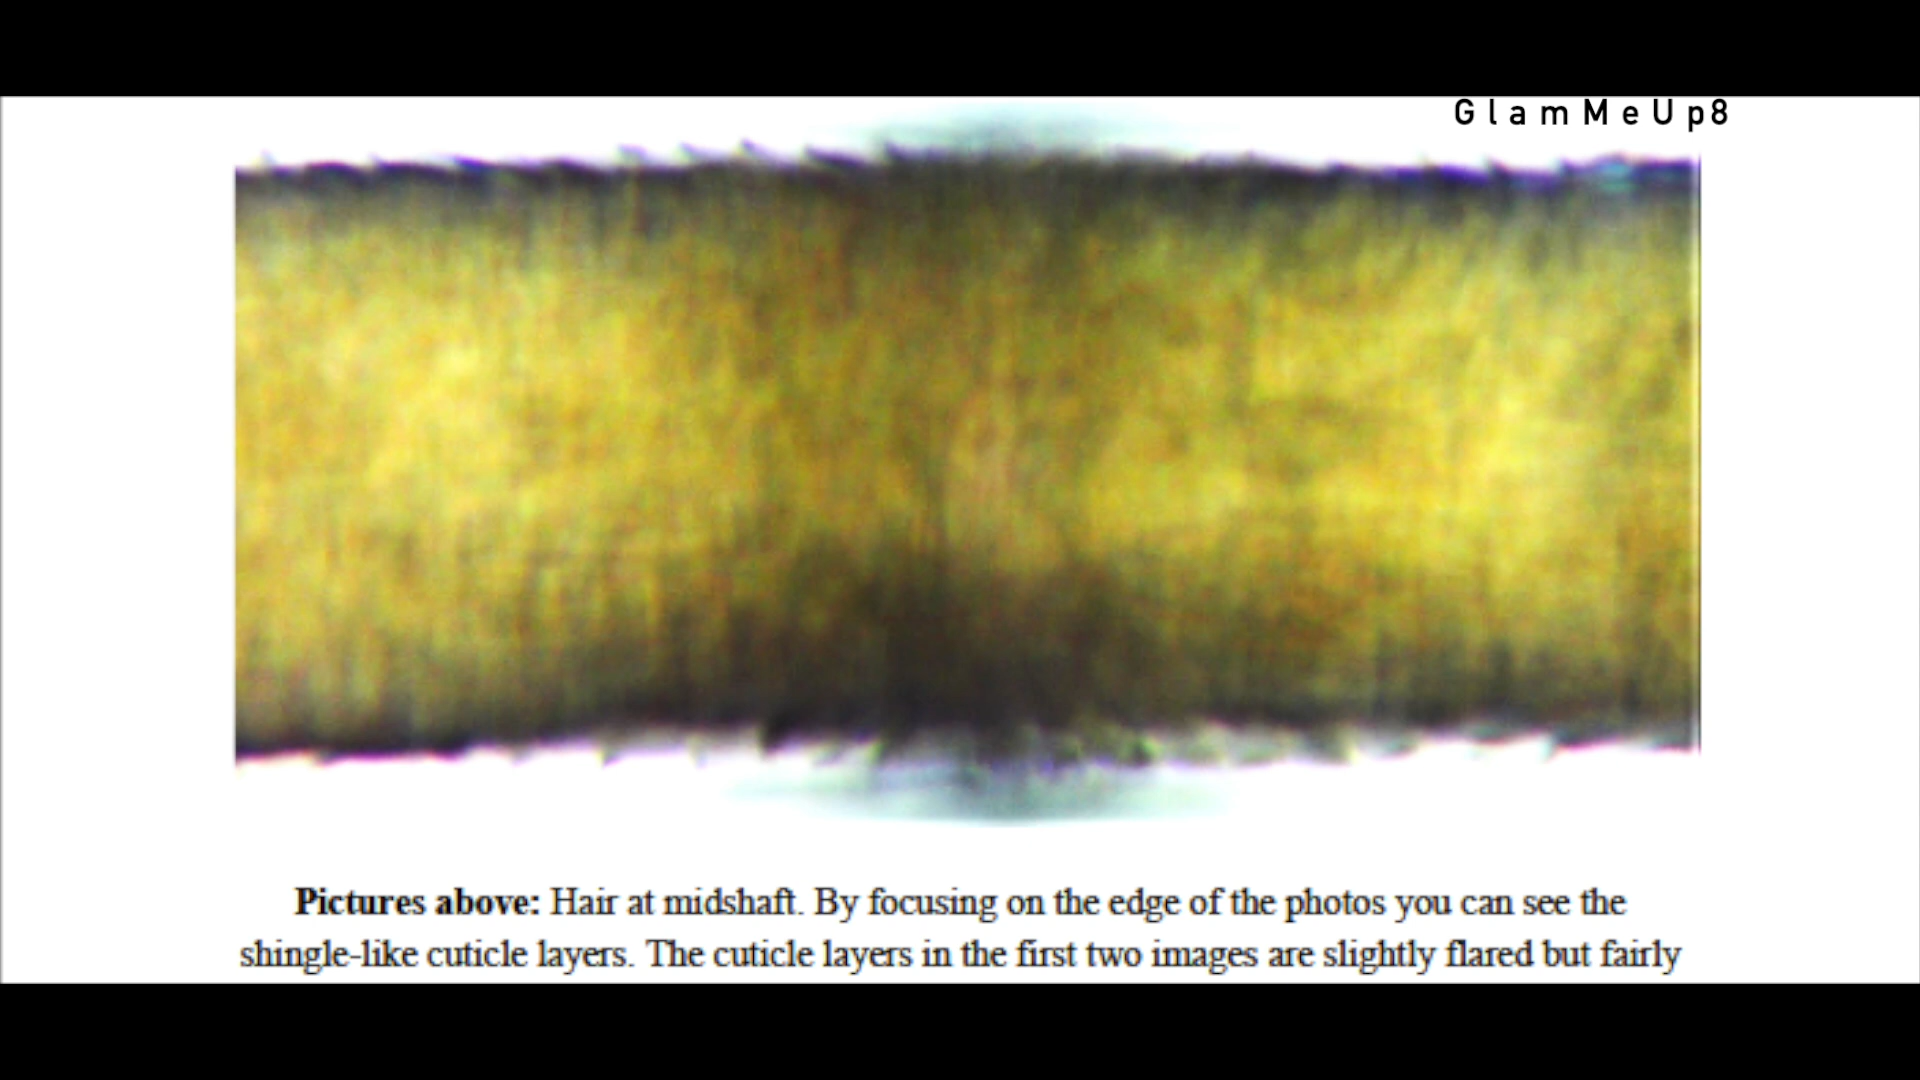 GlamMeUp8
Pictures above: Hair at midshaft. By focusing on the edge of the photos you can see the
shingle-like cuticle layers. The cuticle layers in the first two images are slightly flared but fairly